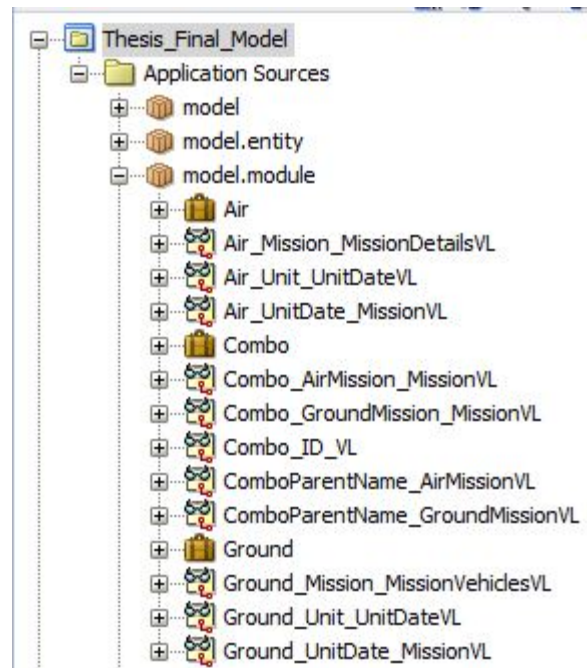 Thesis_Final_Model
Application Sources
model
model.entity
model.module
Air
Air_Mission_MissionDetailsVL
Air_Unit_UnitDateVL
Air_UnitDate_MissionVL
Combo
Combo_AirMission_MissionVL
Combo_GroundMission_MissionVL
Combo_ID_VL
ComboParentName_AirMissionVL
ComboParentName_GroundMissionVL
Ground
Ground_Mission_MissionVehiclesVL
Ground_Unit_UnitDateVL
Ground_UnitDate_MissionVL